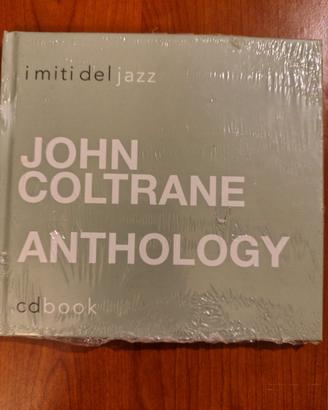 i miti del jazz
JOHN
COLTRANE
ANTHOLOGY
cdbook